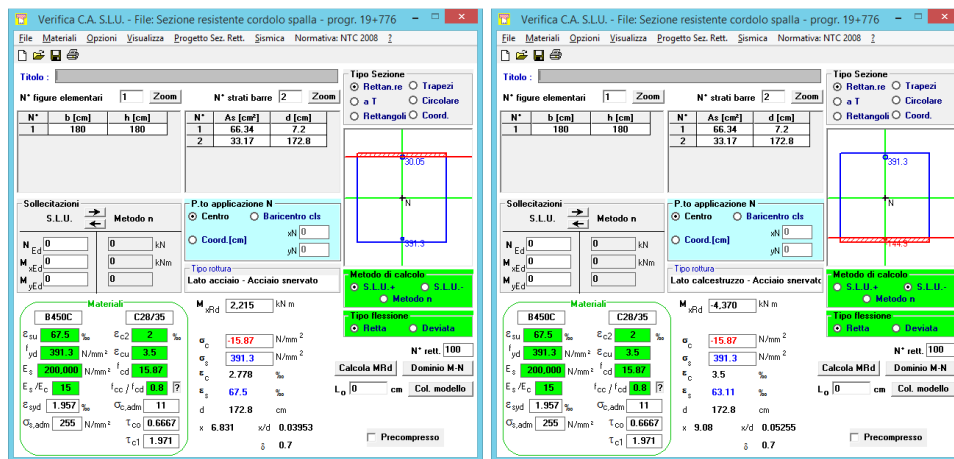 Verifica C.A. S.L.U. - File: Sezione resistente cordolo spalla - progr. 19+776
File Materiali Opzioni Visualizza Progetto Sez. Rett. Sismica Normativa: NTC 2008 ?
Titolo :
N° figure elementari 1 Zoom N° strati barre 2 Zoom
N° b [cm] h [cm]
1 180 180
N° As [cm²] d [cm]
1 66.34 7.2
2 33.17 172.8
Tipo Sezione
Rettan.re Trapezi
a T Circolare
Rettangoli Coord.
30.05
N
391.3
Sollecitazioni
S.L.U. Metodo n
N Ed 0 0 kN
M xEd 0 0 kNm
M yEd 0 0
P.to applicazione N
Centro Baricentro cls
Coord.[cm] xN 0
yN 0
Tipo rottura
Lato acciaio - Acciaio snervato
Metodo di calcolo
S.L.U.+ S.L.U.-
Metodo n
Tipo flessione
Retta Deviata
Materiali
B450C C28/35
εsu 67.5 ‰ εc2 2 ‰
fyd 391.3 N/mm² εcu 3.5
Es 200,000 N/mm² fcd 15.87
Es /Ec 15 fcc / fcd 0.8 ?
εsyd 1.957 ‰ σc,adm 11
σs,adm 255 N/mm² τco 0.6667
τc1 1.971
M xRd 2,215 kN m
σc -15.87 N/mm²
σs 391.3 N/mm²
εc 2.778 ‰
εs 67.5 ‰
d 172.8 cm
x 6.831 x/d 0.03953
δ 0.7
N° rett. 100
Calcola MRd Dominio M-N
Lo 0 cm Col. modello
Precompresso
Verifica C.A. S.L.U. - File: Sezione resistente cordolo spalla - progr. 19+776
File Materiali Opzioni Visualizza Progetto Sez. Rett. Sismica Normativa: NTC 2008 ?
Titolo :
N° figure elementari 1 Zoom N° strati barre 2 Zoom
N° b [cm] h [cm]
1 180 180
N° As [cm²] d [cm]
1 66.34 7.2
2 33.17 172.8
Tipo Sezione
Rettan.re Trapezi
a T Circolare
Rettangoli Coord.
391.3
N
Sollecitazioni
S.L.U. Metodo n
N Ed 0 0 kN
M xEd 0 0 kNm
M yEd 0 0
P.to applicazione N
Centro Baricentro cls
Coord.[cm] xN 0
yN 0
Tipo rottura
Lato calcestruzzo - Acciaio snervato
Metodo di calcolo
S.L.U.+ S.L.U.-
Metodo n
Tipo flessione
Retta Deviata
Materiali
B450C C28/35
εsu 67.5 ‰ εc2 2 ‰
fyd 391.3 N/mm² εcu 3.5
Es 200,000 N/mm² fcd 15.87
Es /Ec 15 fcc / fcd 0.8 ?
εsyd 1.957 ‰ σc,adm 11
σs,adm 255 N/mm² τco 0.6667
τc1 1.971
M xRd -4,370 kN m
σc -15.87 N/mm²
σs 391.3 N/mm²
εc 3.5 ‰
εs 63.11 ‰
d 172.8 cm
x 9.08 x/d 0.05255
δ 0.7
N° rett. 100
Calcola MRd Dominio M-N
Lo 0 cm Col. modello
Precompresso